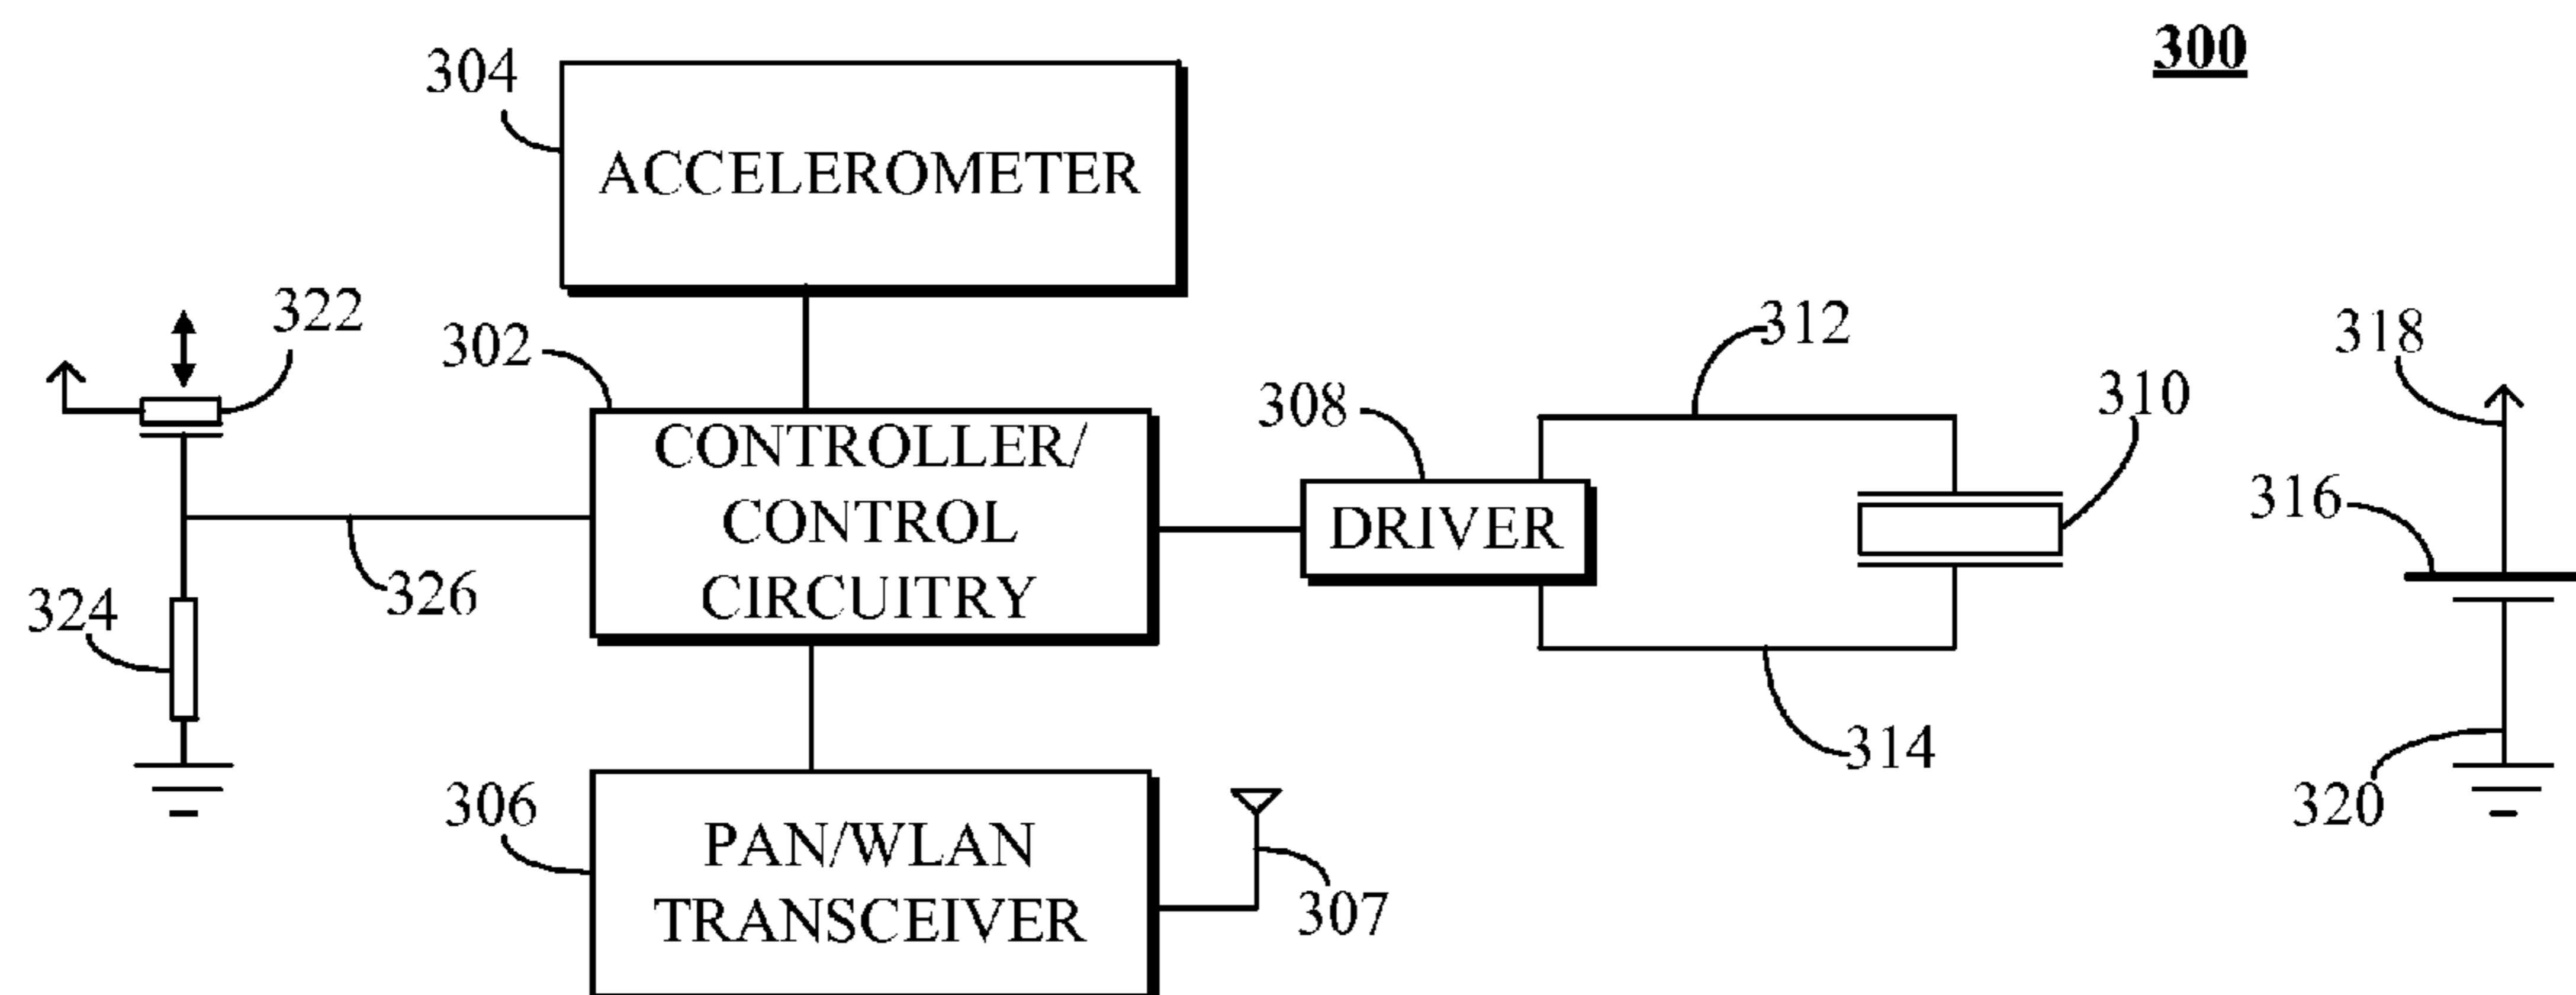 300
304
ACCELEROMETER
322
302
312
318
308
310
CONTROLLER/
CONTROL
CIRCUITRY
DRIVER
316
326
324
314
306
320
PAN/WLAN
TRANSCEIVER
307